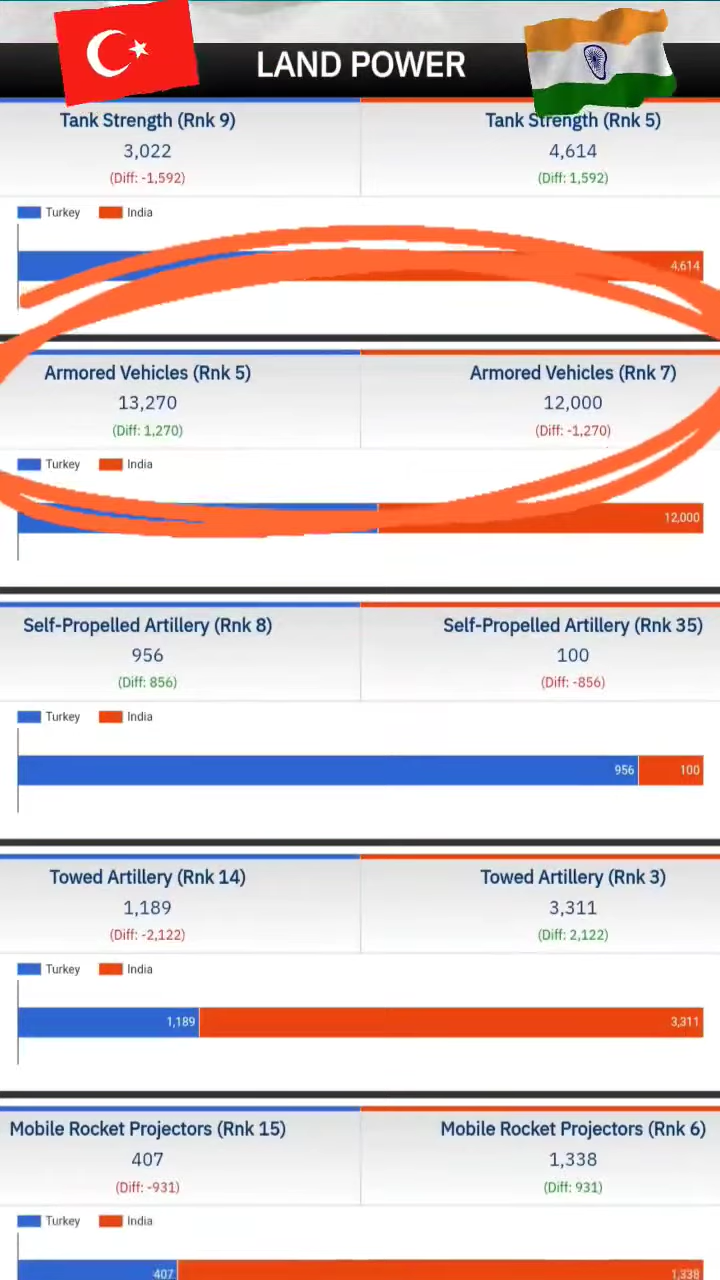 LAND POWER
Tank Strength (Rnk 9) Tank Strength (Rnk 5)
3,022 4,614
(Diff: -1,592) (Diff: 1,592)
Turkey India
4,614
Armored Vehicles (Rnk 5) Armored Vehicles (Rnk 7)
13,270 12,000
(Diff: 1,270) (Diff: -1,270)
Turkey India
12,000
Self-Propelled Artillery (Rnk 8) Self-Propelled Artillery (Rnk 35)
956 100
(Diff: 856) (Diff: -856)
Turkey India
956 100
Towed Artillery (Rnk 14) Towed Artillery (Rnk 3)
1,189 3,311
(Diff: -2,122) (Diff: 2,122)
Turkey India
1,189 3,311
Mobile Rocket Projectors (Rnk 15) Mobile Rocket Projectors (Rnk 6)
407 1,338
(Diff: -931) (Diff: 931)
Turkey India
407 1,338